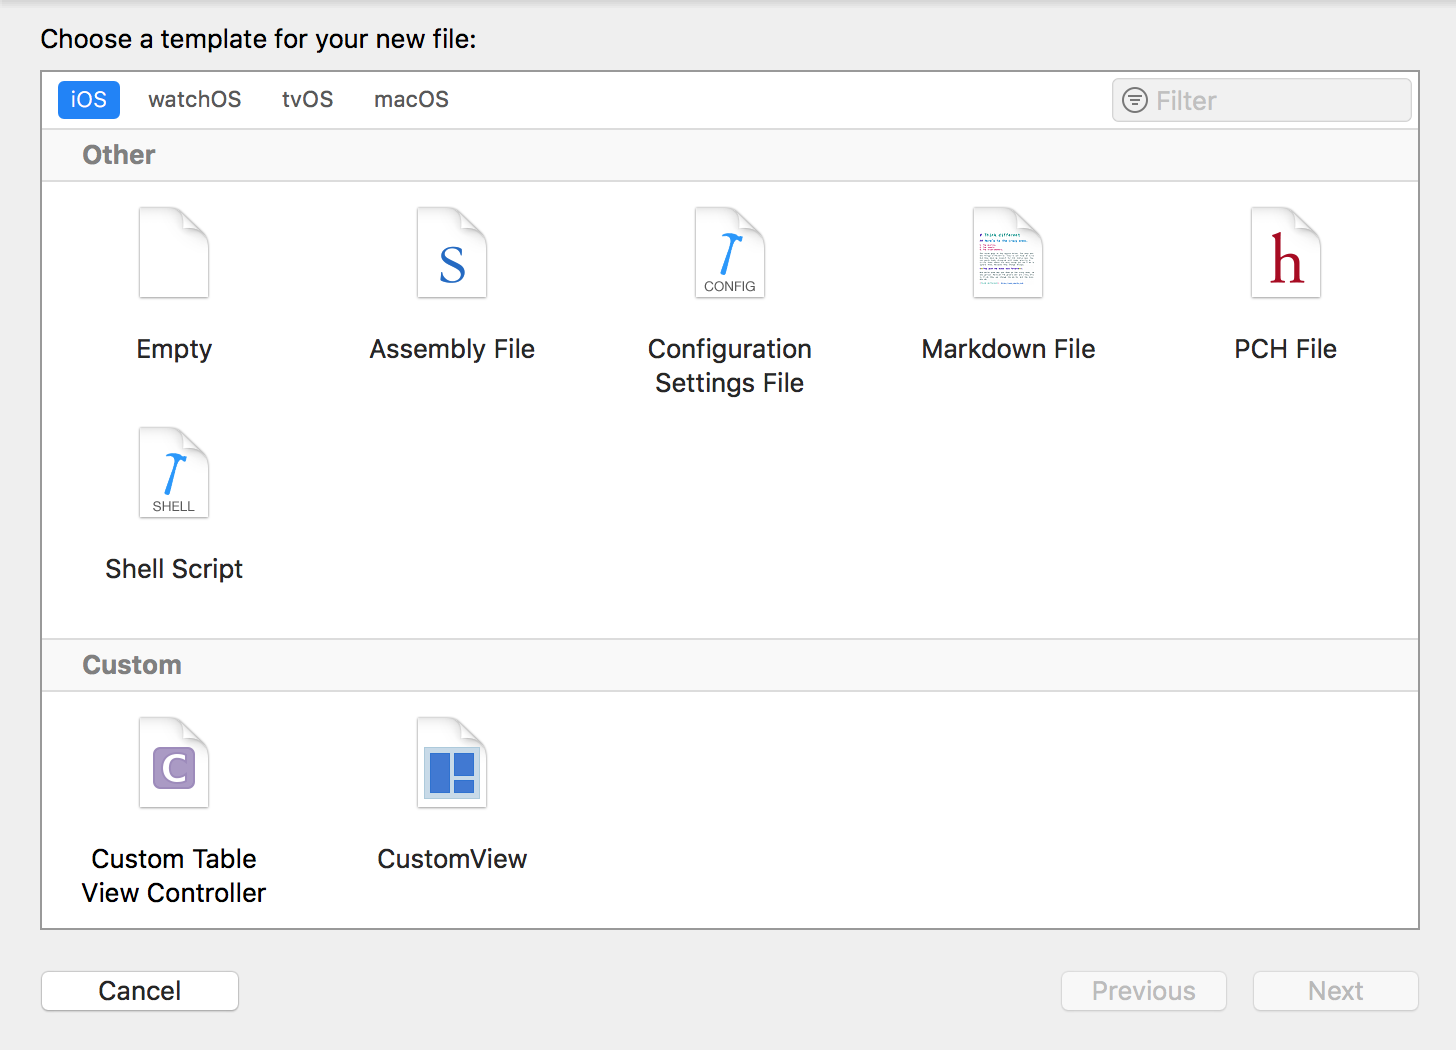 Choose a template for your new file:
iOS watchOS tvOS macOS Filter
Other
S
CONFIG
h
Empty
Assembly File
Configuration
Settings File
Markdown File
PCH File
SHELL
Shell Script
Custom
C
Custom Table
View Controller
CustomView
Cancel
Previous
Next